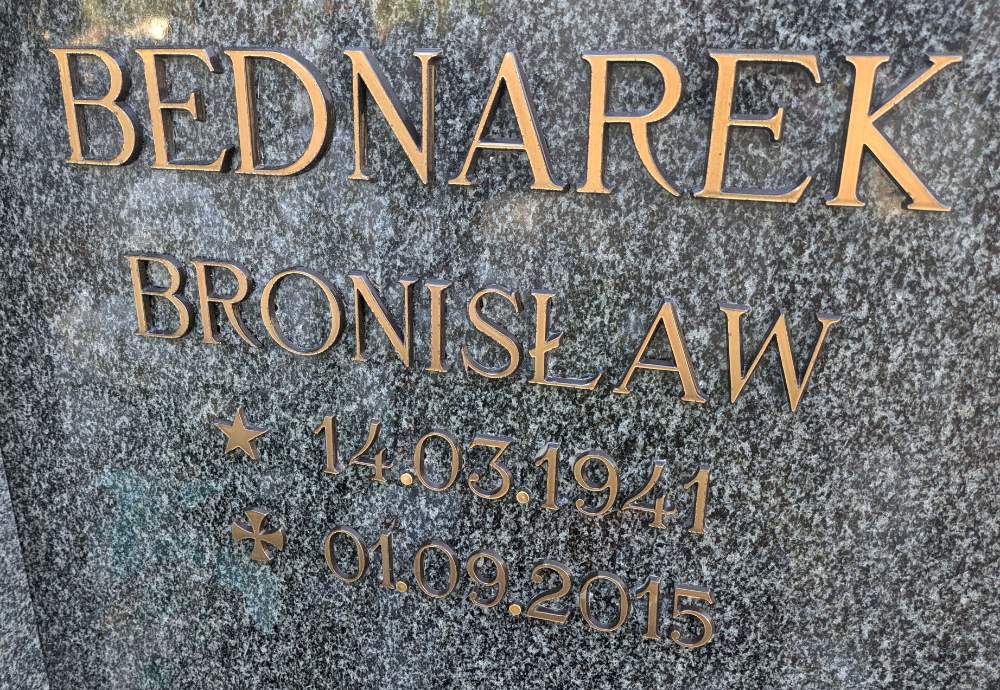 BEDNAREK
BRONISŁAW
★ 14.03.1941
✠ 01.09.2015